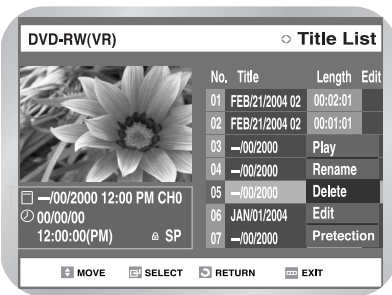 DVD-RW(VR) Title List
No. Title Length Edit
01 FEB/21/2004 02 00:02:01
02 FEB/21/2004 02 00:01:01
03 —/00/2000 Play
04 —/00/2000 Rename
05 —/00/2000 Delete
06 JAN/01/2004 Edit
07 —/00/2000 Pretection
—/00/2000 12:00 PM CH0
00/00/00
12:00:00(PM) SP
MOVE SELECT RETURN EXIT